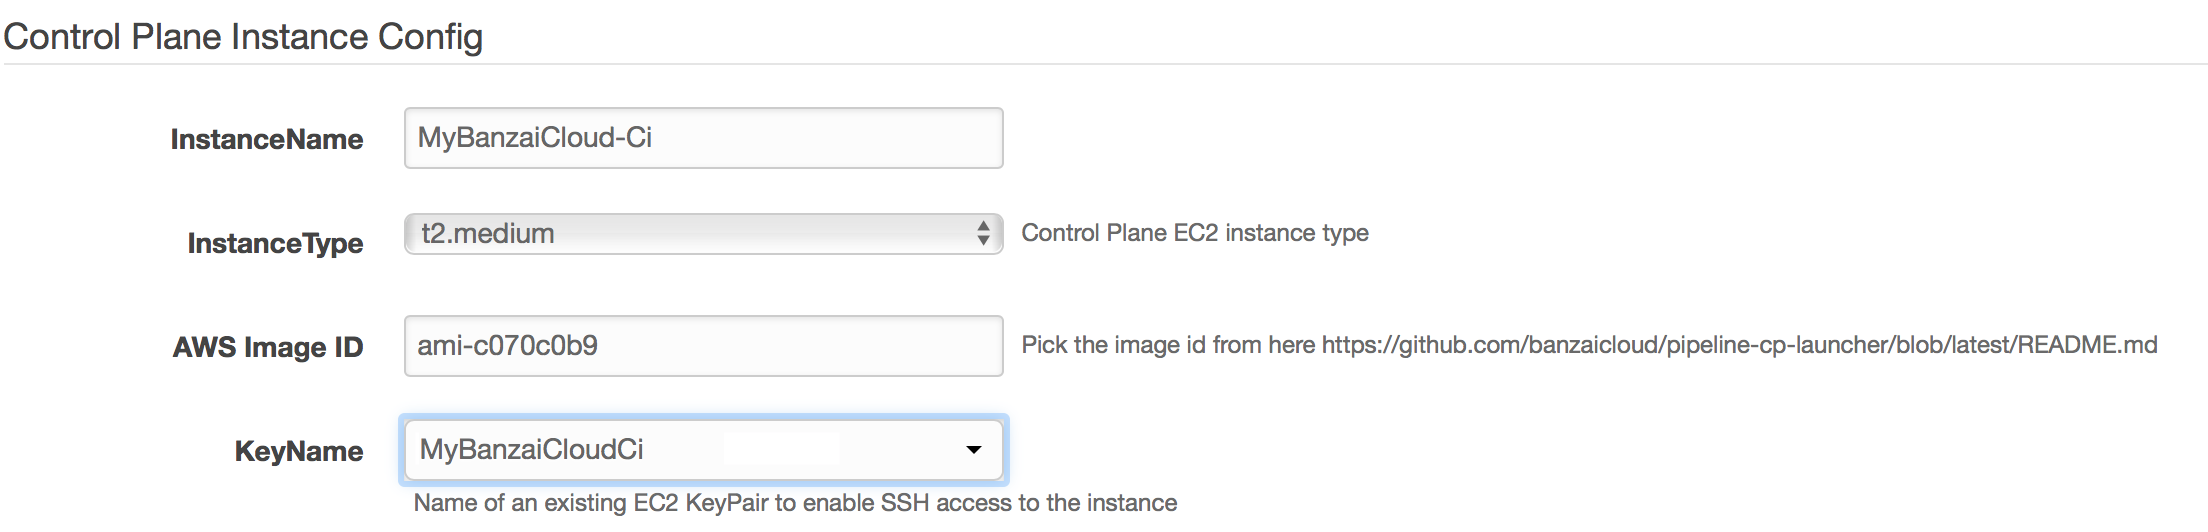 Control Plane Instance Config
InstanceName MyBanzaiCloud-Ci
InstanceType t2.medium Control Plane EC2 instance type
AWS Image ID ami-c070c0b9 Pick the image id from here https://github.com/banzaicloud/pipeline-cp-launcher/blob/latest/README.md
KeyName MyBanzaiCloudCi
Name of an existing EC2 KeyPair to enable SSH access to the instance